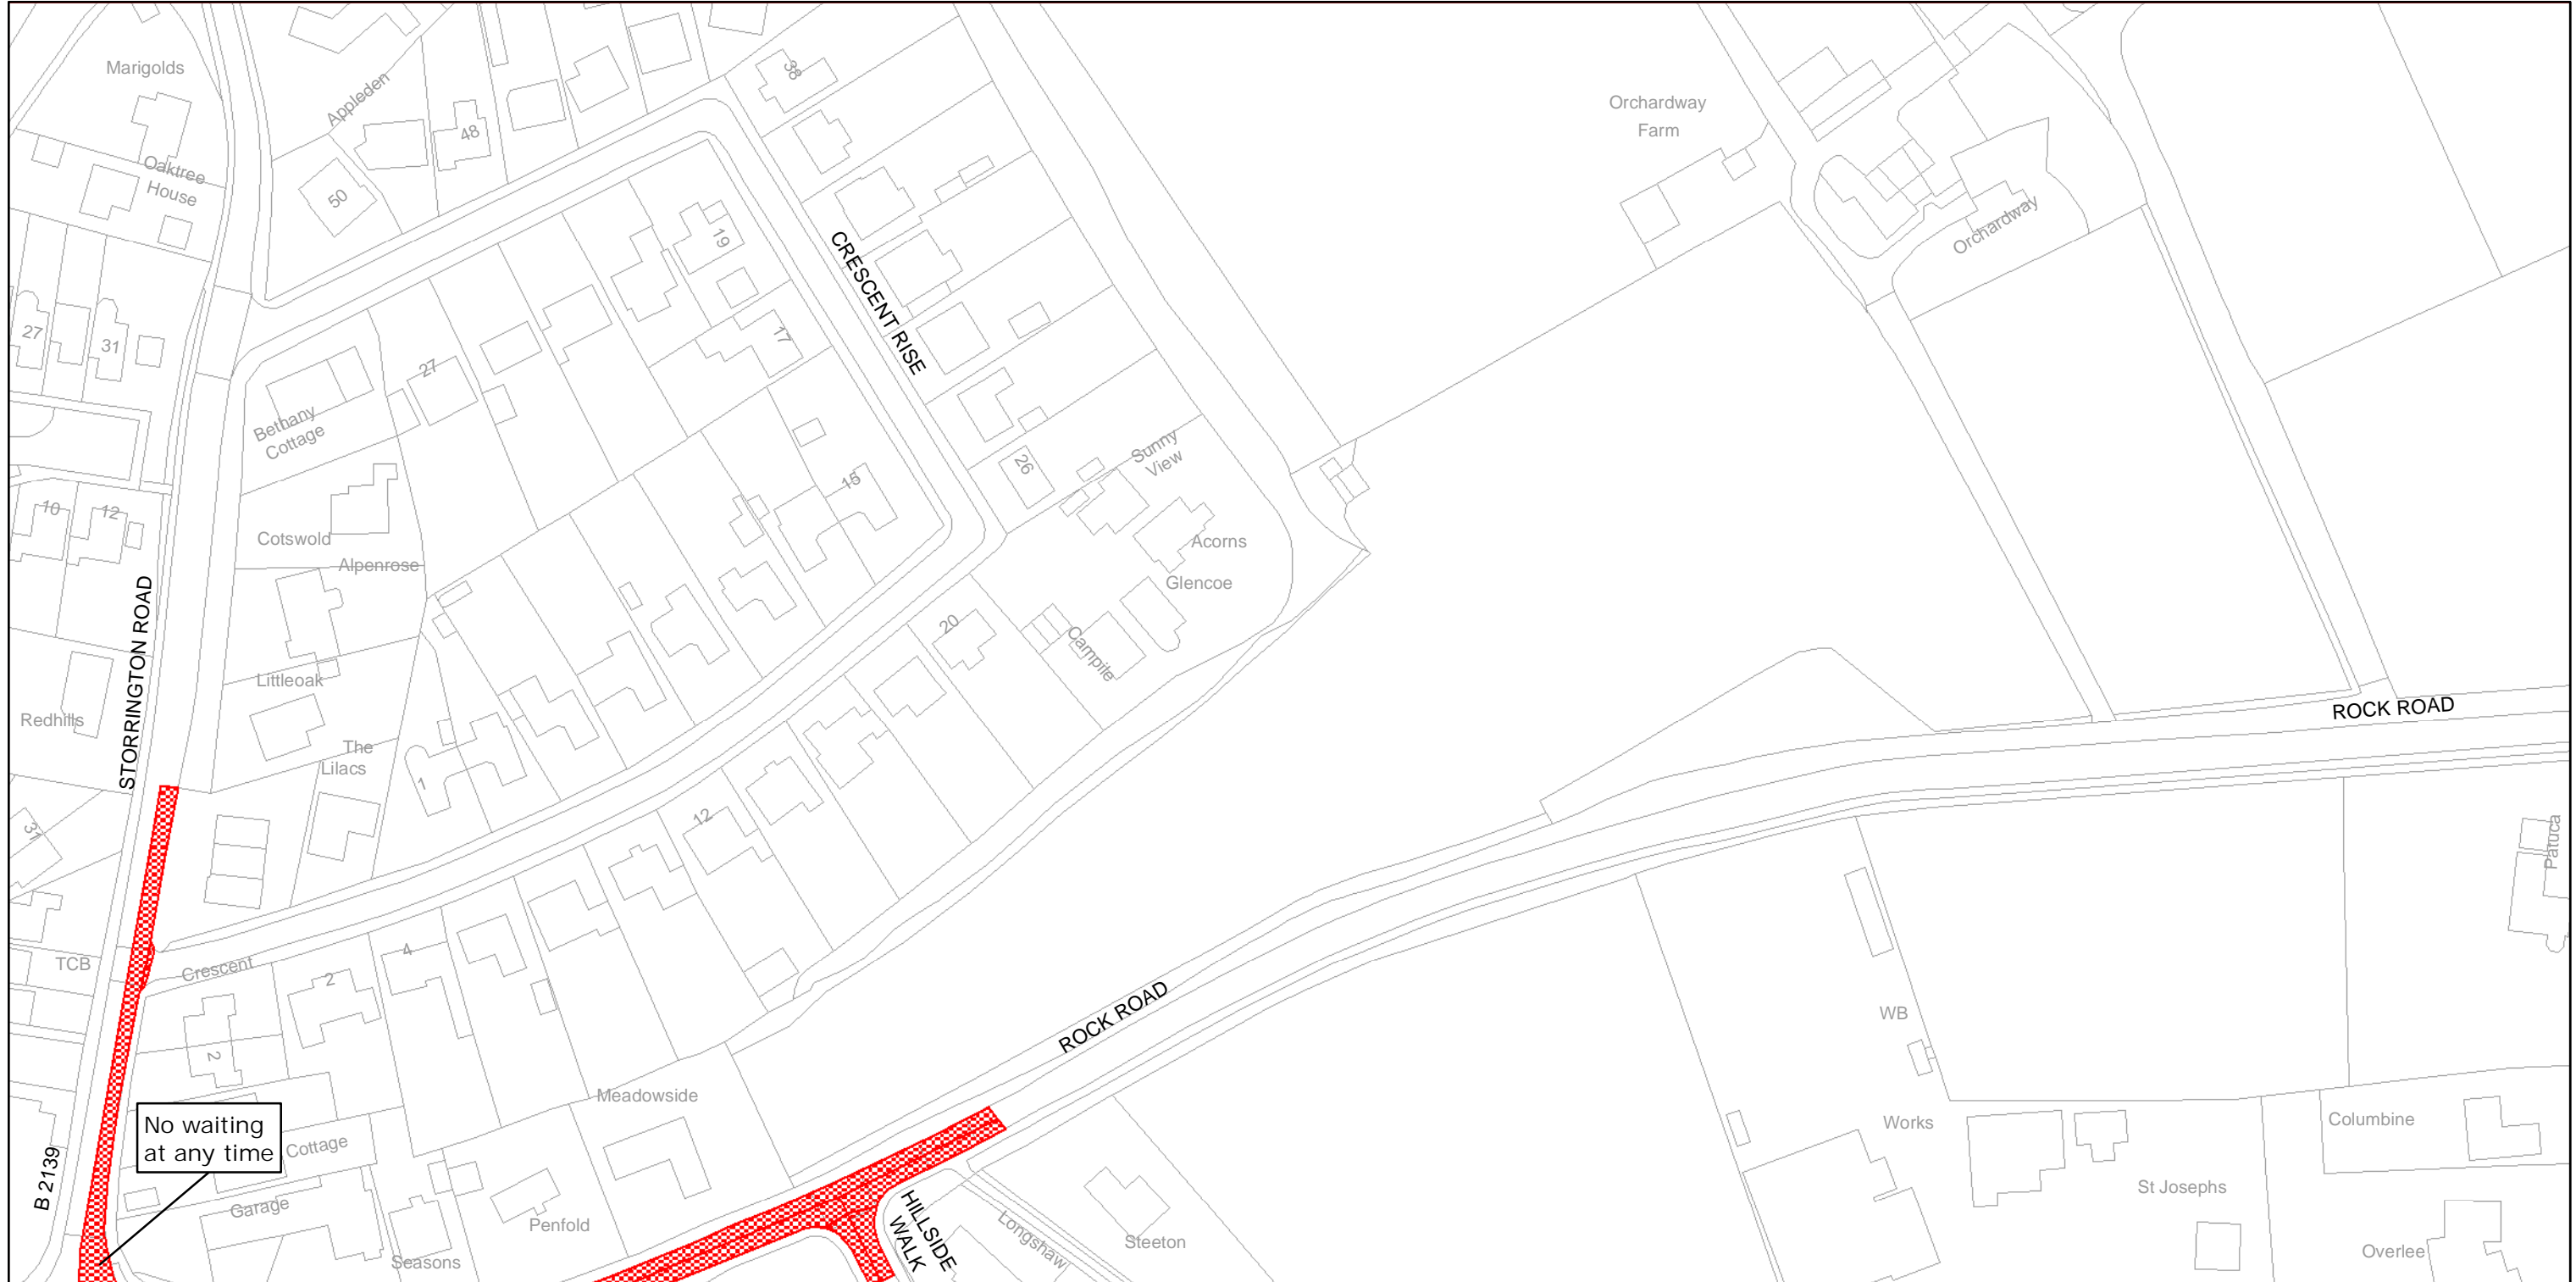 Marigolds
Appleden
48
38
Oaktree
House
50
Orchardway
Farm
Orchardway
19
CRESCENT RISE
27
31
17
27
Bethany
Cottage
26
Sunny
View
15
10
12
Cotswold
Acorns
Alpenrose
Glencoe
STORRINGTON ROAD
20
Campile
Littleoak
Redhills
ROCK ROAD
The
Lilacs
1
12
31
Patuca
4
TCB
Crescent
2
ROCK ROAD
WB
2
Meadowside
No waiting
at any time
Cottage
Works
Columbine
B 2139
St Josephs
Garage
Penfold
HILLSIDE
WALK
Longshaw
Steeton
Seasons
Overlee